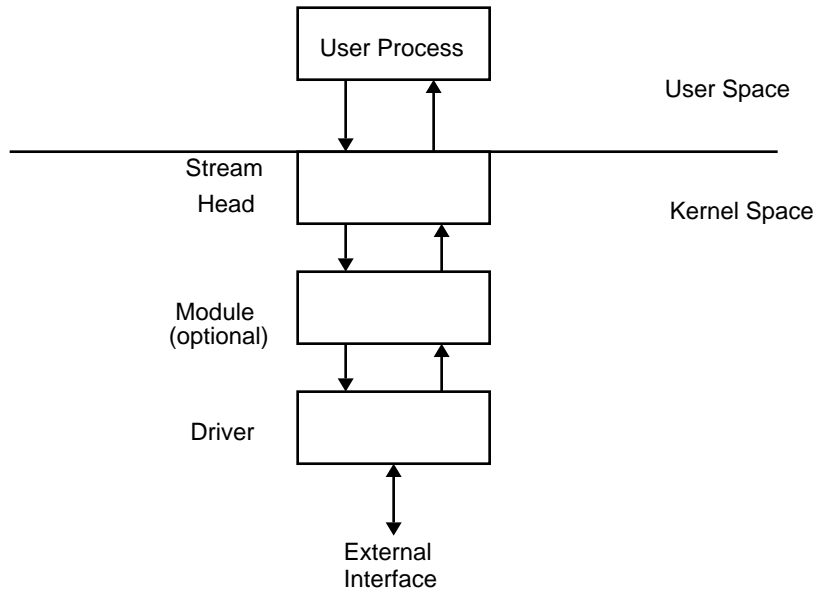 User Process
User Space
Stream
Head
Kernel Space
Module
(optional)
Driver
External
Interface